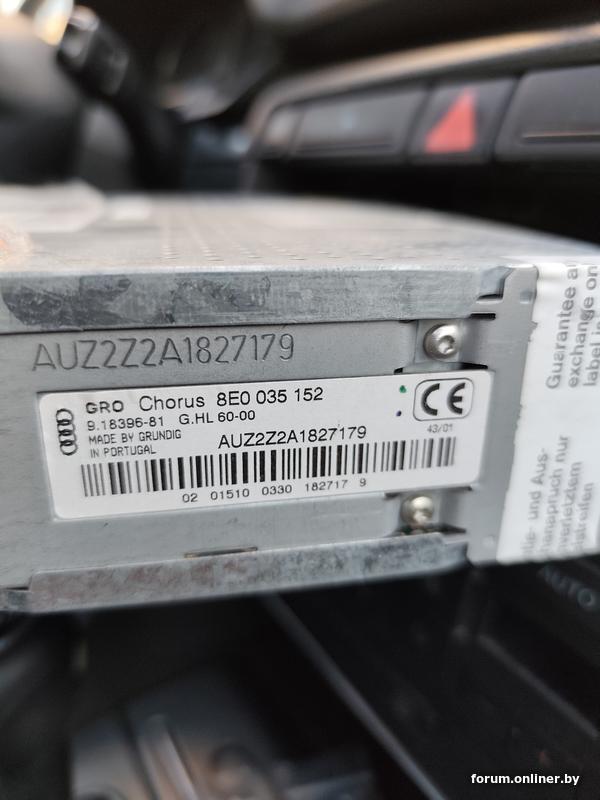 AUZ2Z2A1827179
GRO Chorus 8E0 035 152
9.18396-81 G.HL 60-00
MADE BY GRUNDIG
IN PORTUGAL
AUZ2Z2A1827179
CE
43/01
02 01510 0330 182717 9
Guarantee a
exchange on
label is
und Aus-
nspruch nur
verletztem
AUTO
forum.onliner.by